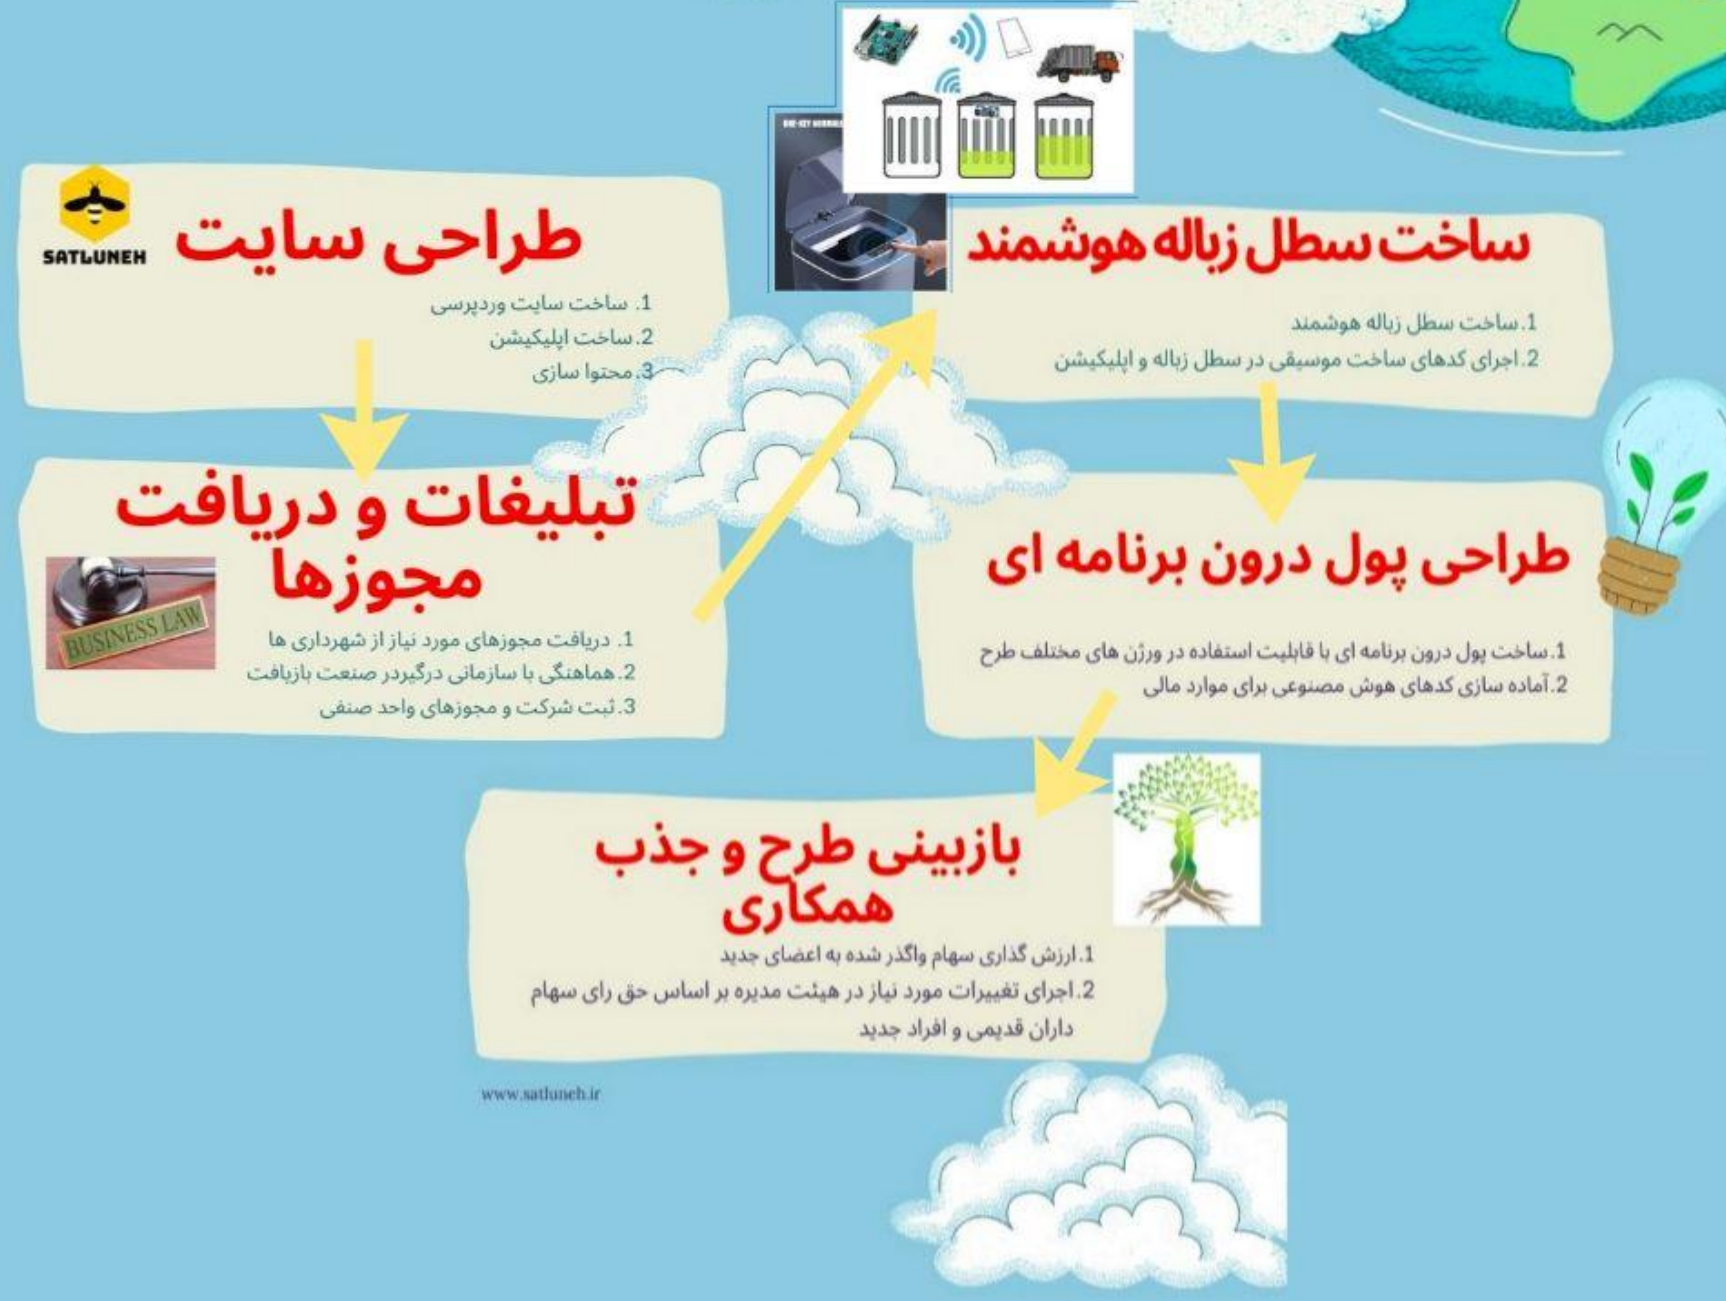 SATLUNEH
طراحی سایت
1. ساخت سایت وردپرسی
2. ساخت اپلیکیشن
3. محتوا سازی
تبلیغات و دریافت
مجوزها
BUSINESS LAW
1. دریافت مجوزهای مورد نیاز از شهرداری ها
2. هماهنگی با سازمانی درگیردر صنعت بازیافت
3. ثبت شرکت و مجوزهای واحد صنفی
ساخت سطل زباله هوشمند
1. ساخت سطل زباله هوشمند
2. اجرای کدهای ساخت موسیقی در سطل زباله و اپلیکیشن
طراحی پول درون برنامه ای
1. ساخت پول درون برنامه ای با قابلیت استفاده در ورژن های مختلف طرح
2. آماده سازی کدهای هوش مصنوعی برای موارد مالی
بازبینی طرح و جذب
همکاری
1. ارزش گذاری سهام واگذر شده به اعضای جدید
2. اجرای تغییرات مورد نیاز در هیئت مدیره بر اساس حق رای سهام
داران قدیمی و افراد جدید
www.satluneh.ir